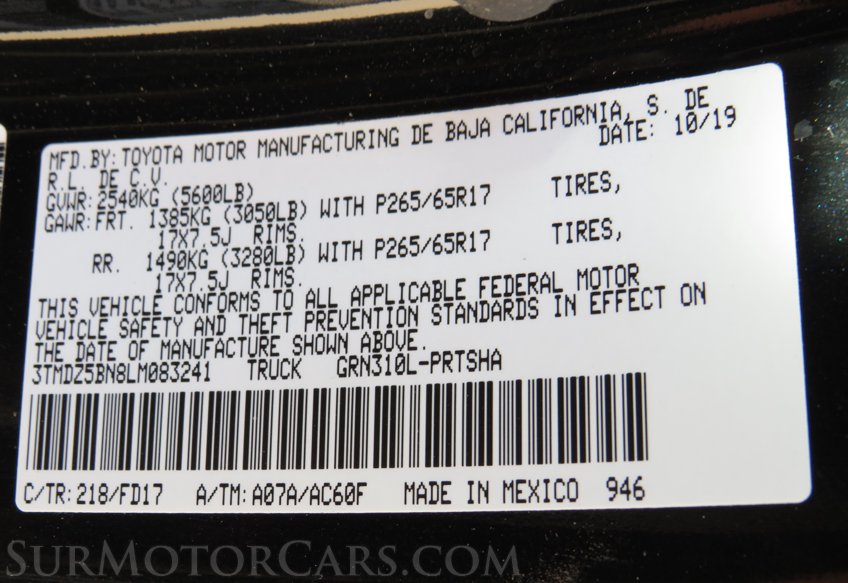 MFD.BY:TOYOTA MOTOR MANUFACTURING DE BAJA CALIFORNIA, S. DE
R.L. DE C.V. DATE: 10/19
GVWR:2540KG (5600LB)
GAWR:FRT. 1385KG (3050LB) WITH P265/65R17 TIRES,
17X7.5J RIMS.
RR. 1490KG (3280LB) WITH P265/65R17 TIRES,
17X7.5J RIMS.
THIS VEHICLE CONFORMS TO ALL APPLICABLE FEDERAL MOTOR
VEHICLE SAFETY AND THEFT PREVENTION STANDARDS IN EFFECT ON
THE DATE OF MANUFACTURE SHOWN ABOVE.
3TMDZ5BN8LM083241 TRUCK GRN310L-PRTSHA
C/TR:218/FD17 A/TM:A07A/AC60F MADE IN MEXICO 946
SURMOTORCARS.COM